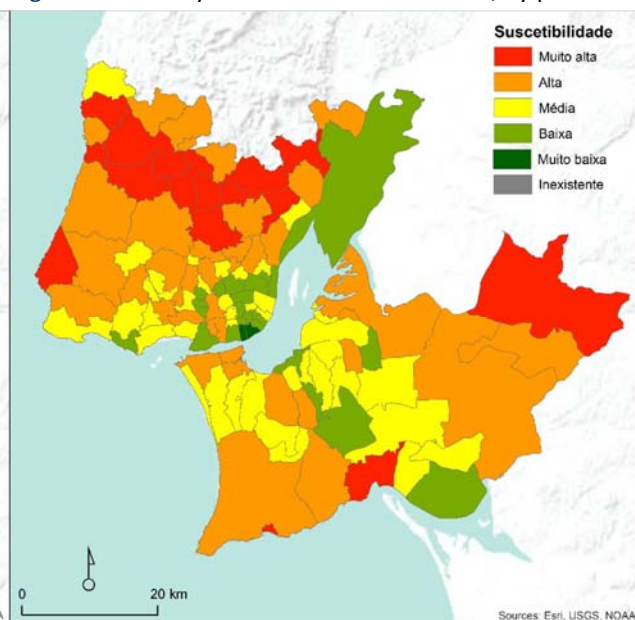 Suscetibilidade
Muito alta
Alta
Média
Baixa
Muito baixa
Inexistente
0 20 km
Sources: Esri, USGS, NOAA